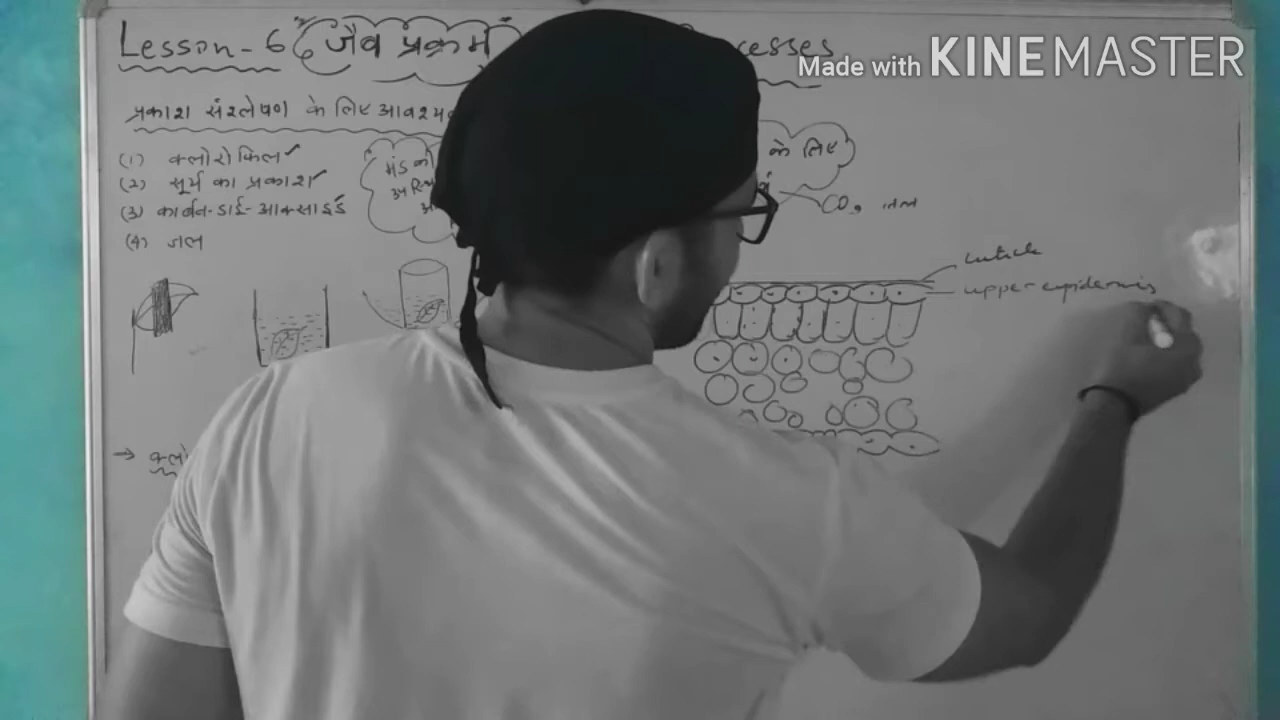 Lesson-6 जैव प्रक्रम cesses
Made with KINEMASTER
प्रकाश संश्लेषण के लिए आवश्यक
(1) क्लोरोफिल
(2) सूर्य का प्रकाश
(3) कार्बन-डाई-आक्साइड
(4) जल
मंड की
के लिए
CO₂
cuticle
upper epidermis
→ क्लो